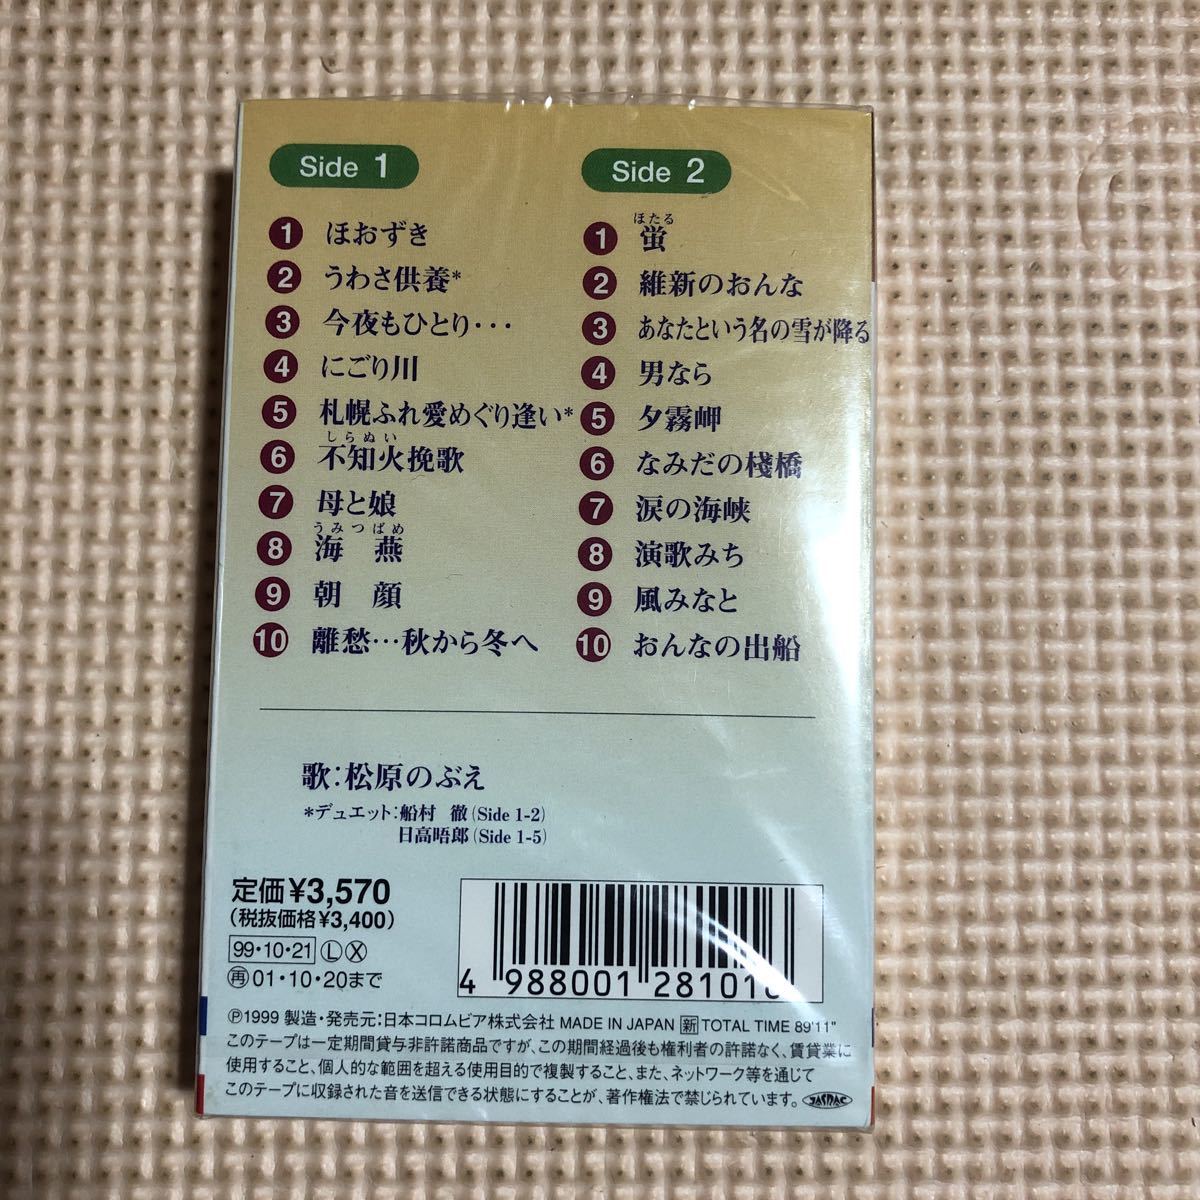 Side 1
1 ほおずき
2 うわさ供養*
3 今夜もひとり・・・
4 にごり川
5 札幌ふれ愛めぐり逢い*
しらぬい
6 不知火挽歌
7 母と娘
うみつばめ
8 海 燕
9 朝 顔
10 離愁…秋から冬へ
Side 2
ほたる
1 蛍
2 維新のおんな
3 あなたという名の雪が降る
4 男なら
5 夕霧岬
6 なみだの棧橋
7 涙の海峡
8 演歌みち
9 風みなと
10 おんなの出船
歌:松原のぶえ
*デュエット:船村 徹(Side 1-2)
日高晤郎(Side 1-5)
定価¥3,570
(税抜価格¥3,400)
99・10・21 Ⓛ Ⓧ
再 01・10・20まで
4 988001 28101
Ⓟ1999 製造・発売元:日本コロムビア株式会社 MADE IN JAPAN 新 TOTAL TIME 89'11"
このテープは一定期間貸与非許諾商品ですが、この期間経過後も権利者の許諾なく、賃貸業に
使用すること、個人的な範囲を超える使用目的で複製すること、また、ネットワーク等を通じて
このテープに収録された音を送信できる状態にすることが、著作権法で禁じられています。
JASRAC